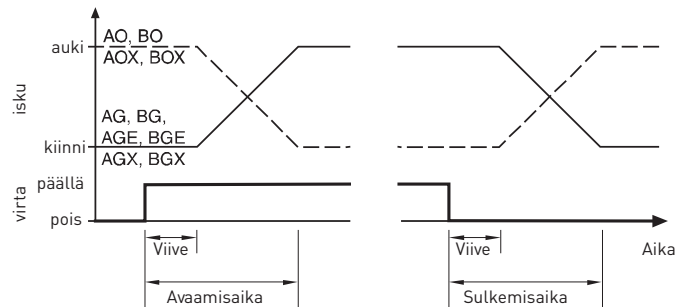 auki
AO, BO
AOX, BOX
isku
AG, BG,
AGE, BGE
AGX, BGX
kiinni
päällä
virta
pois
Viive
Viive
Aika
Avaamisaika
Sulkemisaika